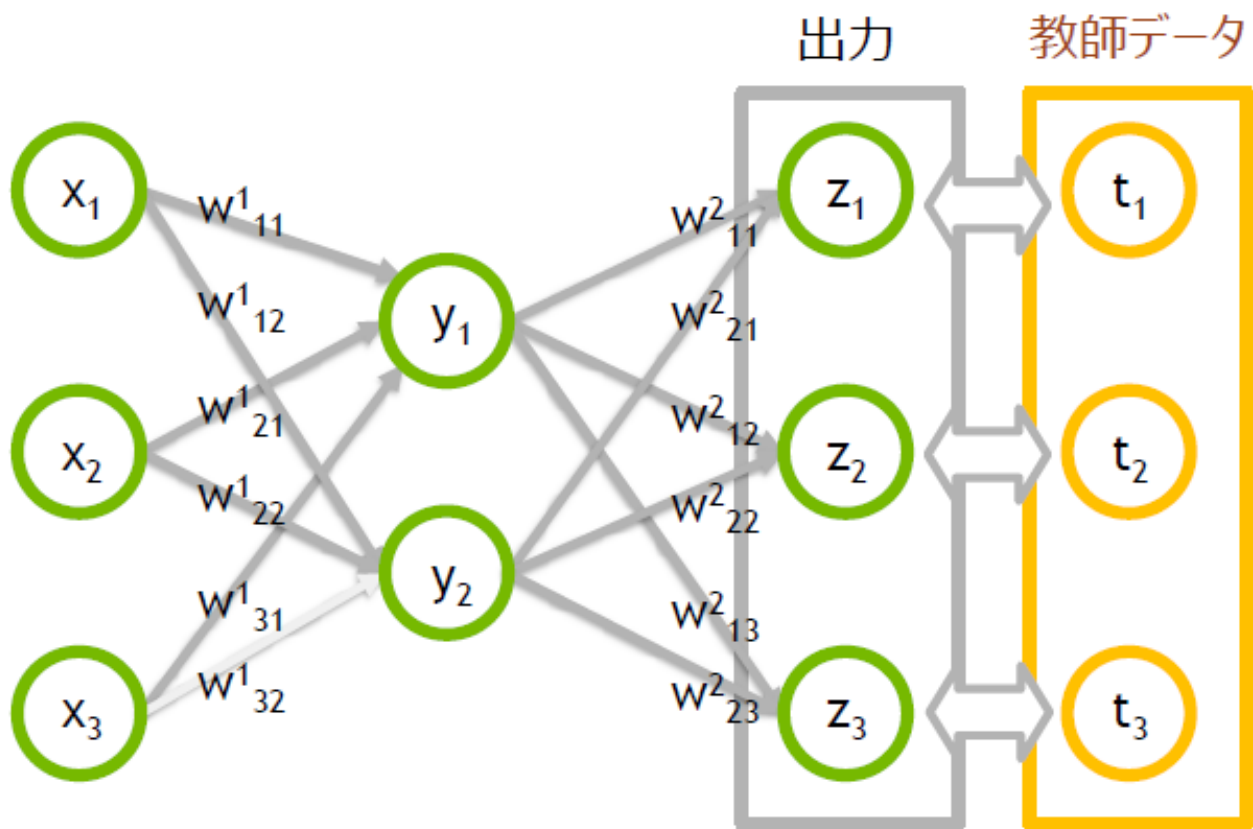 出力
教師データ
x₁
w¹₁₁
w¹₁₂
y₁
w²₁₁
w²₂₁
z₁
t₁
x₂
w¹₂₁
w¹₂₂
w²₁₂
w²₂₂
z₂
t₂
y₂
x₃
w¹₃₁
w¹₃₂
w²₁₃
w²₂₃
z₃
t₃